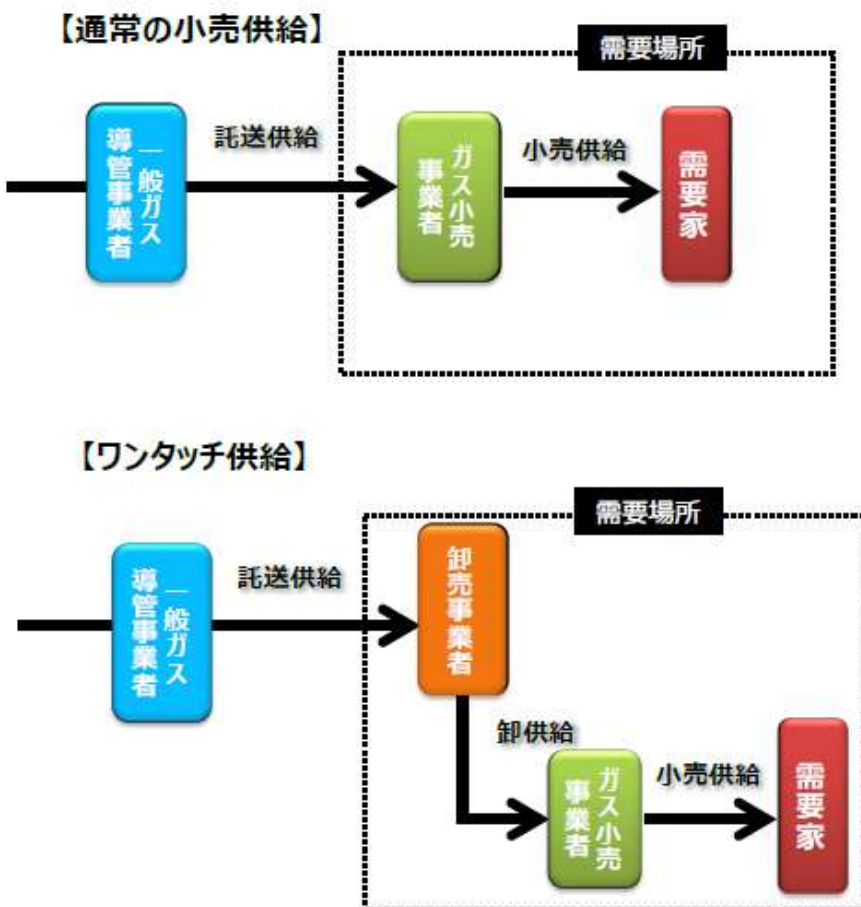 【通常の小売供給】
需要場所
一般ガス
導管事業者
託送供給
ガス小売
事業者
小売供給
需要家
【ワンタッチ供給】
需要場所
一般ガス
導管事業者
託送供給
卸売事業者
卸供給
ガス小売
事業者
小売供給
需要家